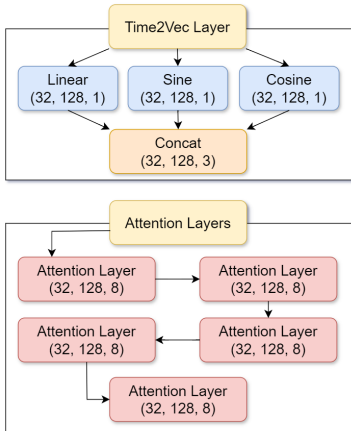 Time2Vec Layer
Linear
(32, 128, 1)
Sine
(32, 128, 1)
Cosine
(32, 128, 1)
Concat
(32, 128, 3)
Attention Layers
Attention Layer
(32, 128, 8)
Attention Layer
(32, 128, 8)
Attention Layer
(32, 128, 8)
Attention Layer
(32, 128, 8)
Attention Layer
(32, 128, 8)